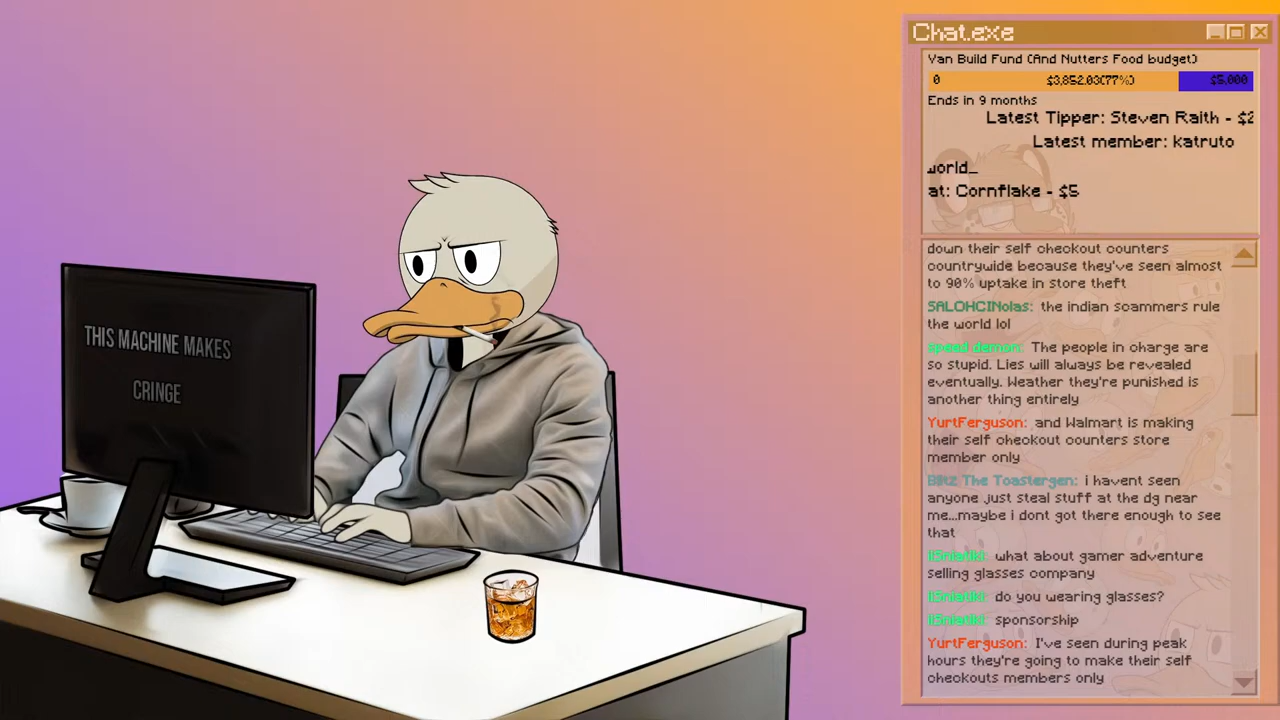 THIS MACHINE MAKES
CRINGE
Chat.exe
Van Build Fund (And Nutters Food budget)
0 $3,852.03(77%) $5,000
Ends in 9 months
Latest Tipper: Steven Raith - $2
Latest member: katruto
world_
at: Cornflake - $5
down their self checkout counters
countrywide because they've seen almost
to 90% uptake in store theft
SALOHCINolas: the indian scammers rule
the world lol
speed demon: The people in charge are
so stupid. Lies will always be revealed
eventually. Weather they're punished is
another thing entirely
YurtFerguson: and Walmart is making
their self checkout counters store
member only
Blitz The Toastergen: i havent seen
anyone just steal stuff at the dg near
me...maybe i dont got there enough to see
that
what about gamer adventure
selling glasses company
do you wearing glasses?
sponsorship
YurtFerguson: I've seen during peak
hours they're going to make their self
checkouts members only